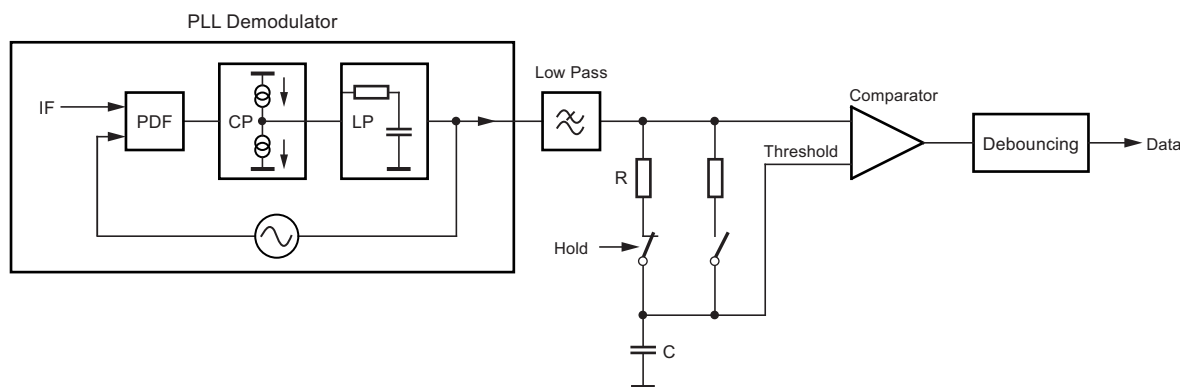 PLL Demodulator
IF
PDF
CP
LP
Low Pass
Comparator
Threshold
Debouncing
Data
R
Hold
C